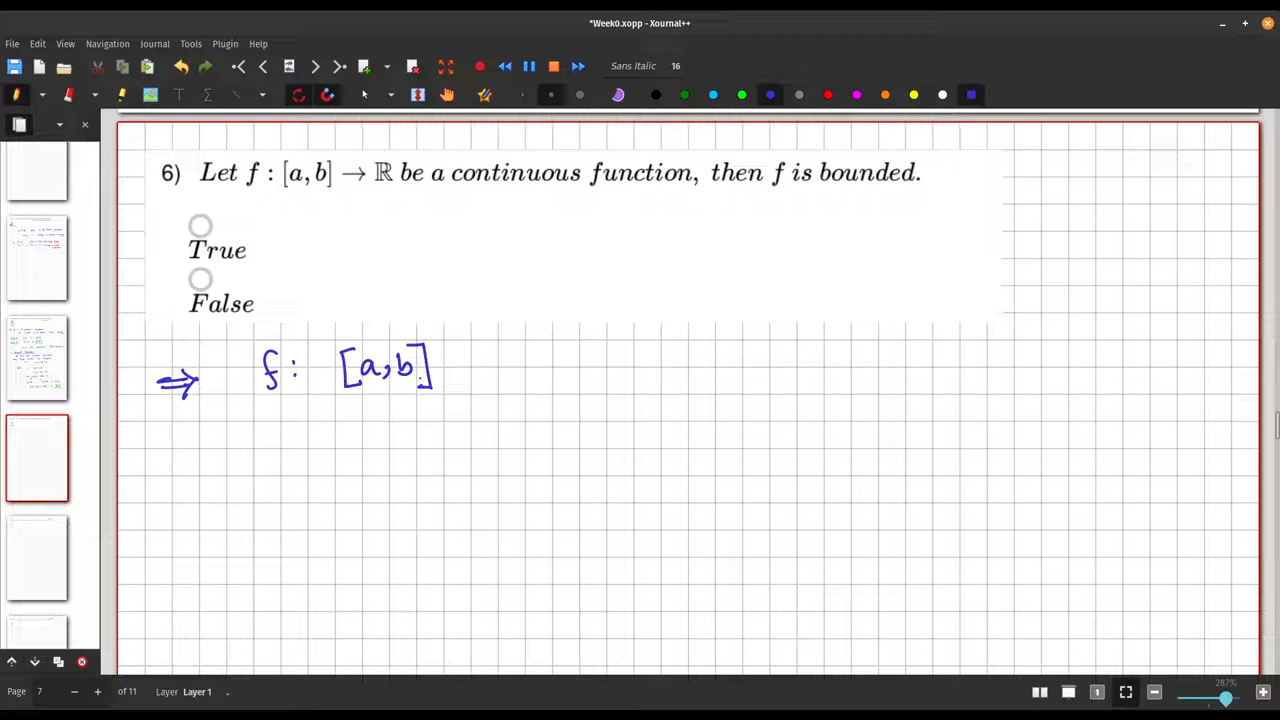 *Week0.xopp - Xournal++
File Edit View Navigation Journal Tools Plugin Help
Sans Italic 16
6) Let f : [a, b] → ℝ be a continuous function, then f is bounded.
True
False
⇒ f : [a, b]
287%
Page 7 of 11 Layer Layer 1